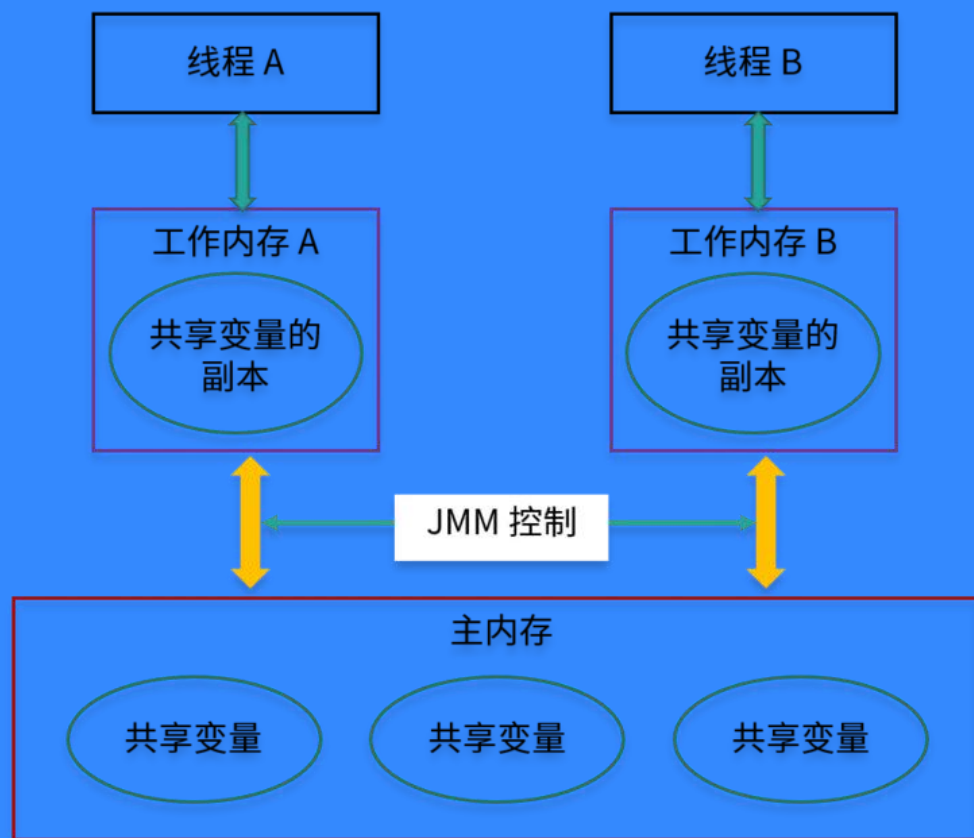 线程 A
线程 B
工作内存 A
工作内存 B
共享变量的
副本
共享变量的
副本
JMM 控制
主内存
共享变量
共享变量
共享变量